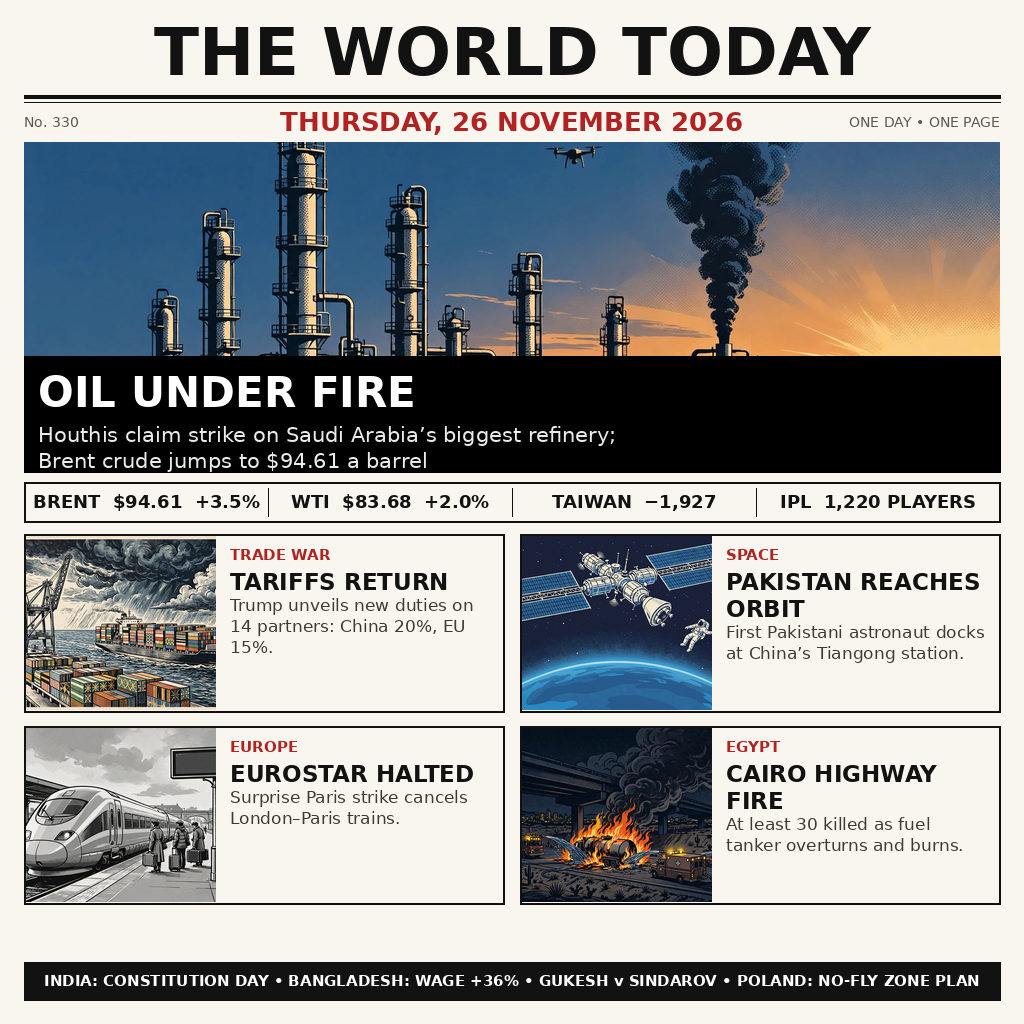 THE WORLD TODAY
No. 330
THURSDAY, 26 NOVEMBER 2026
ONE DAY • ONE PAGE
OIL UNDER FIRE
Houthis claim strike on Saudi Arabia’s biggest refinery;
Brent crude jumps to $94.61 a barrel
BRENT $94.61 +3.5%
WTI $83.68 +2.0%
TAIWAN −1,927
IPL 1,220 PLAYERS
TRADE WAR
TARIFFS RETURN
Trump unveils new duties on
14 partners: China 20%, EU
15%.
SPACE
PAKISTAN REACHES
ORBIT
First Pakistani astronaut docks
at China’s Tiangong station.
EUROPE
EUROSTAR HALTED
Surprise Paris strike cancels
London–Paris trains.
EGYPT
CAIRO HIGHWAY
FIRE
At least 30 killed as fuel
tanker overturns and burns.
INDIA: CONSTITUTION DAY • BANGLADESH: WAGE +36% • GUKESH v SINDAROV • POLAND: NO-FLY ZONE PLAN